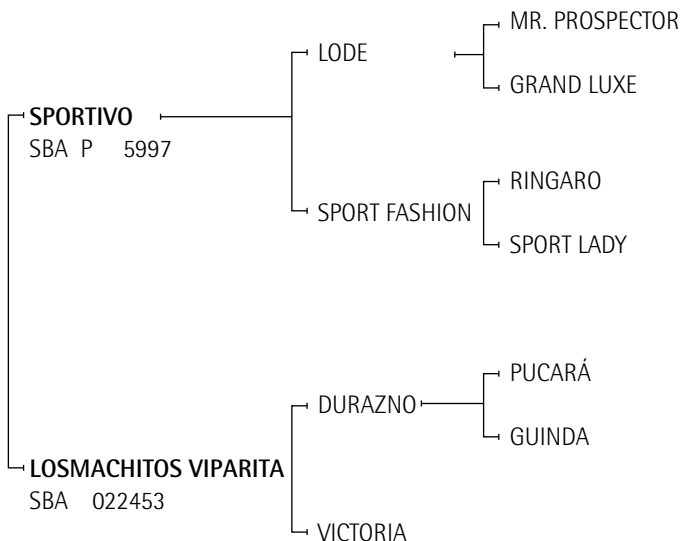 MR. PROSPECTOR
LODE
GRAND LUXE
SPORTIVO
SBA P 5997
RINGARO
SPORT FASHION
SPORT LADY
PUCARÁ
DURAZNO
GUINDA
LOSMACHITOS VIPARITA
SBA 022453
VICTORIA